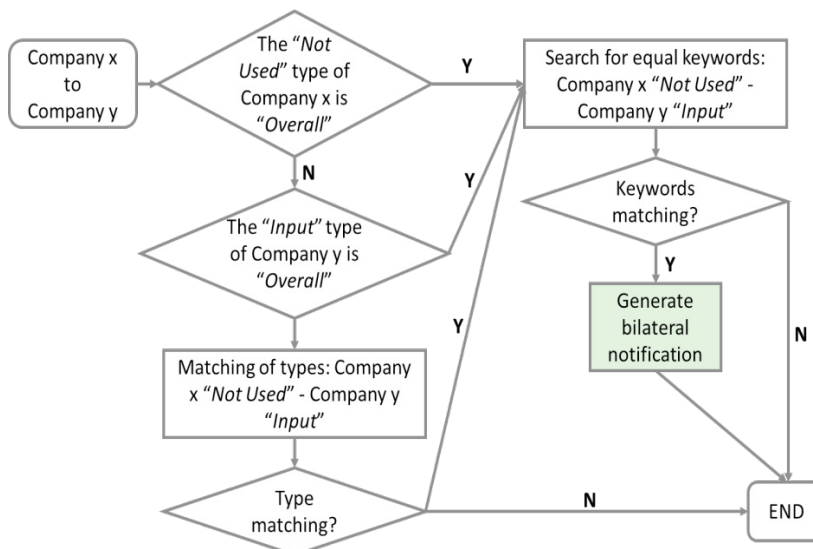 Company x
to
Company y
The “Not
Used” type of
Company x is
“Overall”
Y
Search for equal keywords:
Company x “Not Used” -
Company y “Input”
N
Y
Keywords
matching?
The “Input” type
of Company y is
“Overall”
Y
Generate
bilateral
notification
N
Y
Matching of types: Company
x “Not Used” - Company y
“Input”
Type
matching?
N
END